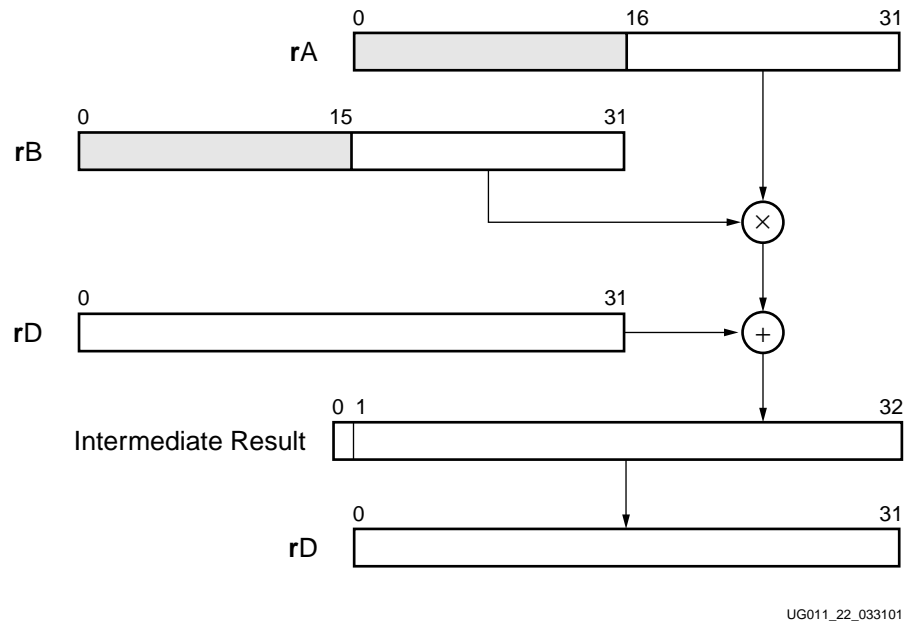 0 16 31
rA
0 15 31
rB
×
0 31
rD
+
0 1 32
Intermediate Result
0 31
rD
UG011_22_033101